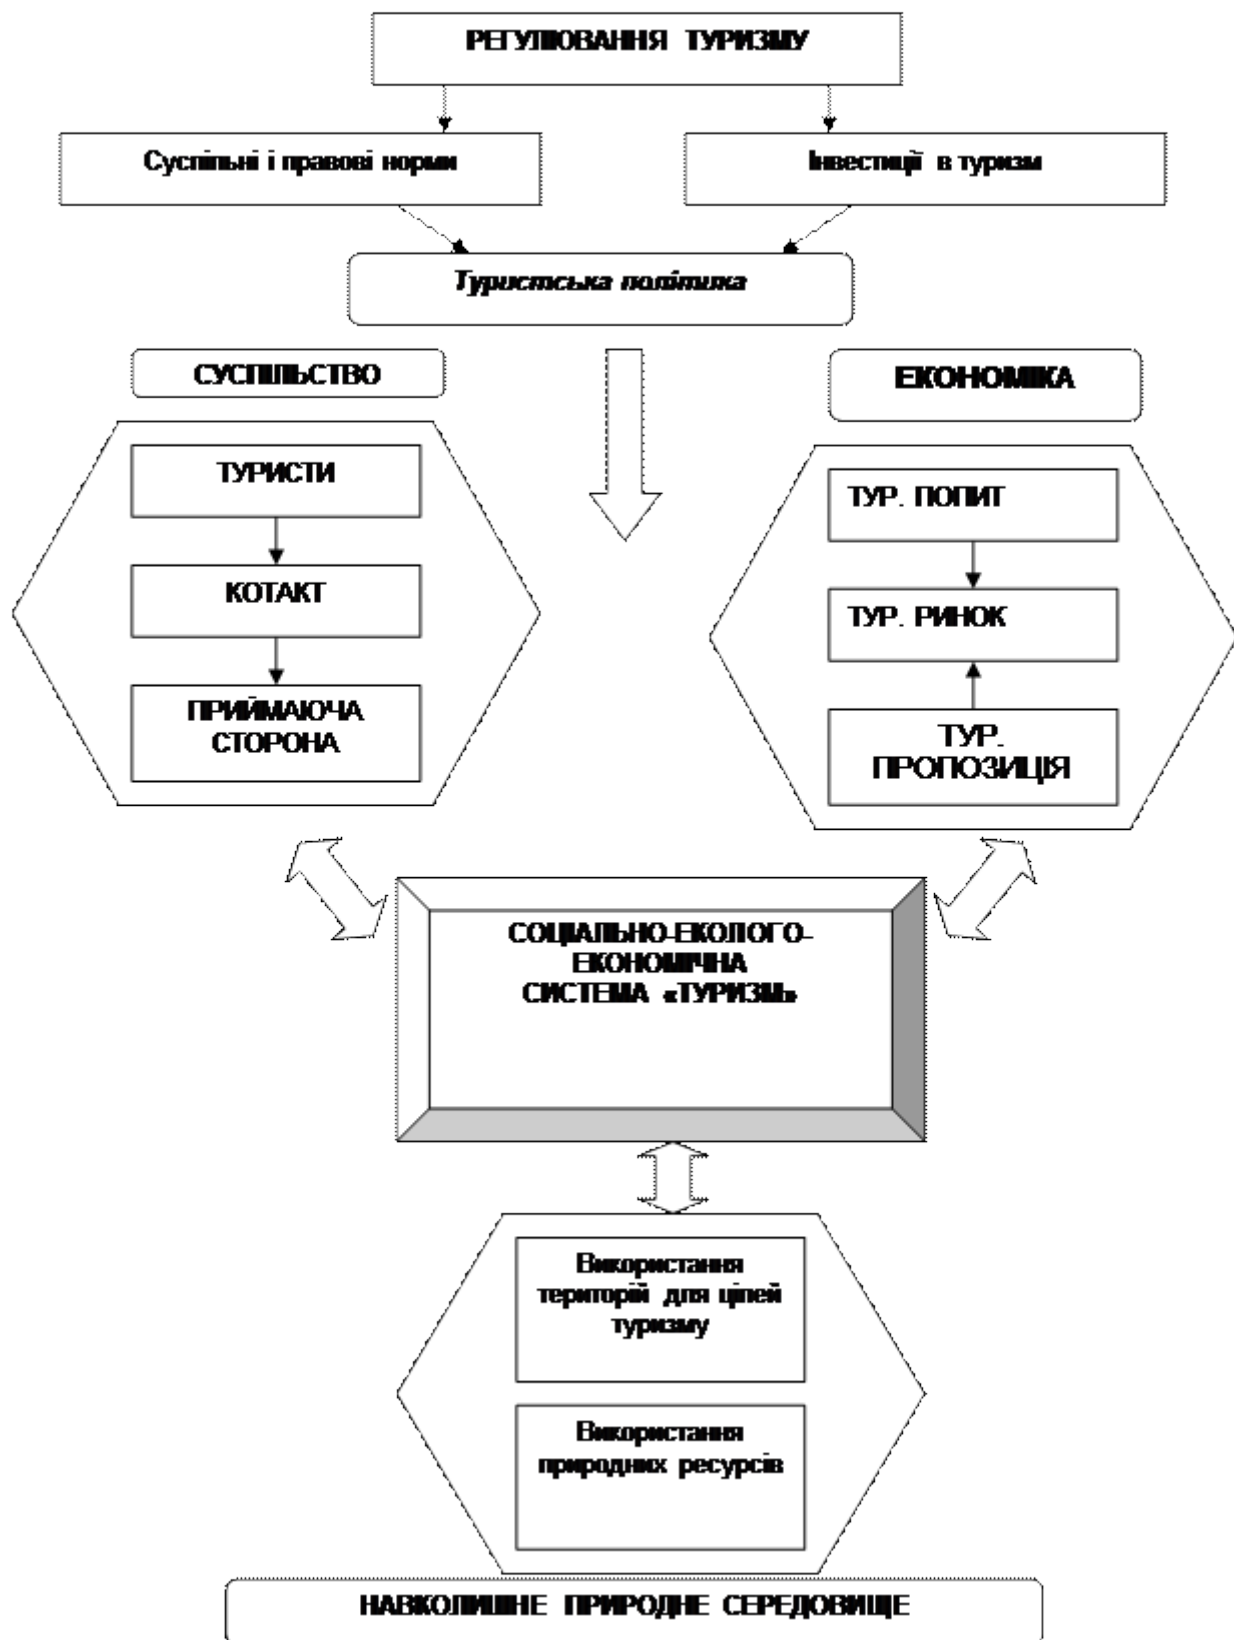 РЕГУЛЮВАННЯ ТУРИЗМУ
Суспільні і правові норми
Інвестиції в туризм
Туристська політика
СУСПІЛЬСТВО
ЕКОНОМІКА
ТУРИСТИ
КОТАКТ
ПРИЙМАЮЧА
СТОРОНА
ТУР. ПОПИТ
ТУР. РИНОК
ТУР.
ПРОПОЗИЦІЯ
СОЦІАЛЬНО-ЕКОЛОГО-
ЕКОНОМІЧНА
СИСТЕМА «ТУРИЗМ»
Використання
територій для цілей
туризму
Використання
природних ресурсів
НАВКОЛИШНЕ ПРИРОДНЕ СЕРЕДОВИЩЕ